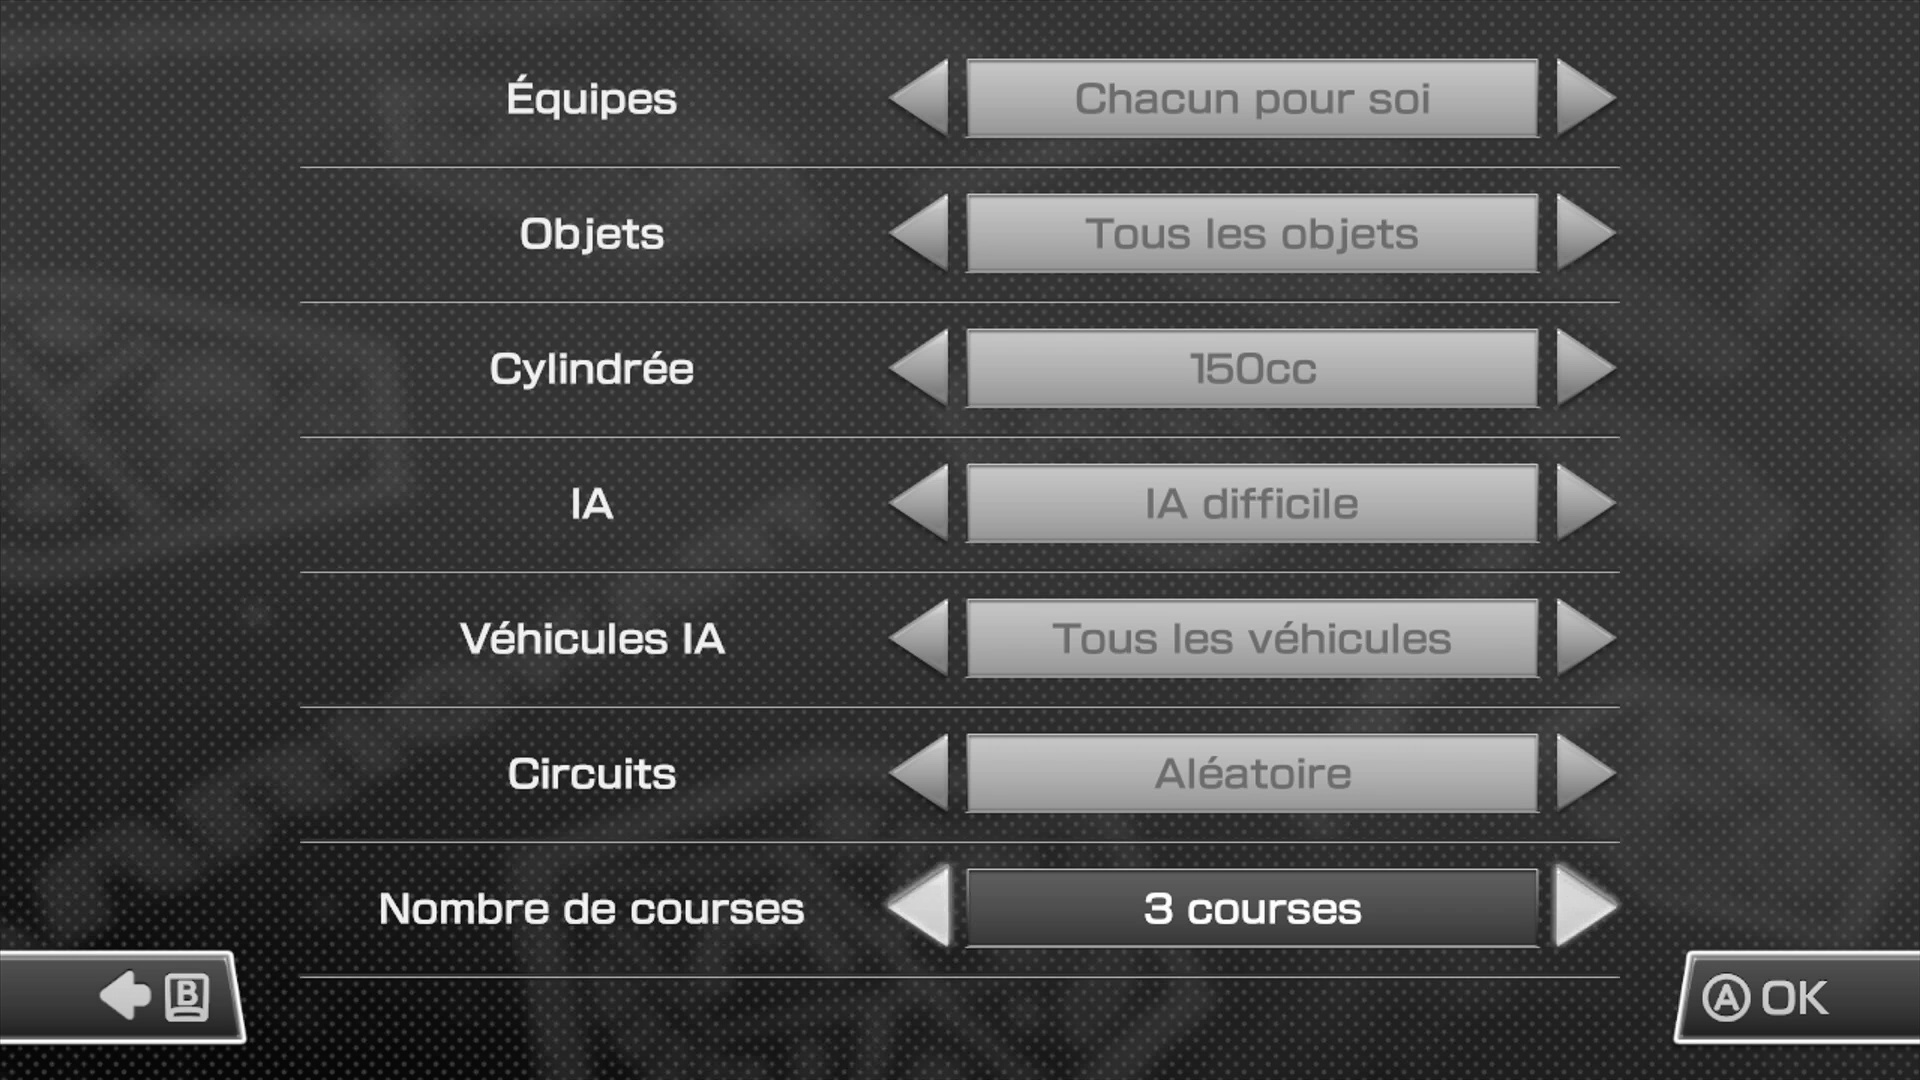 Équipes
Chacun pour soi
Objets
Tous les objets
Cylindrée
150cc
IA
IA difficile
Véhicules IA
Tous les véhicules
Circuits
Aléatoire
Nombre de courses
3 courses
B
A OK